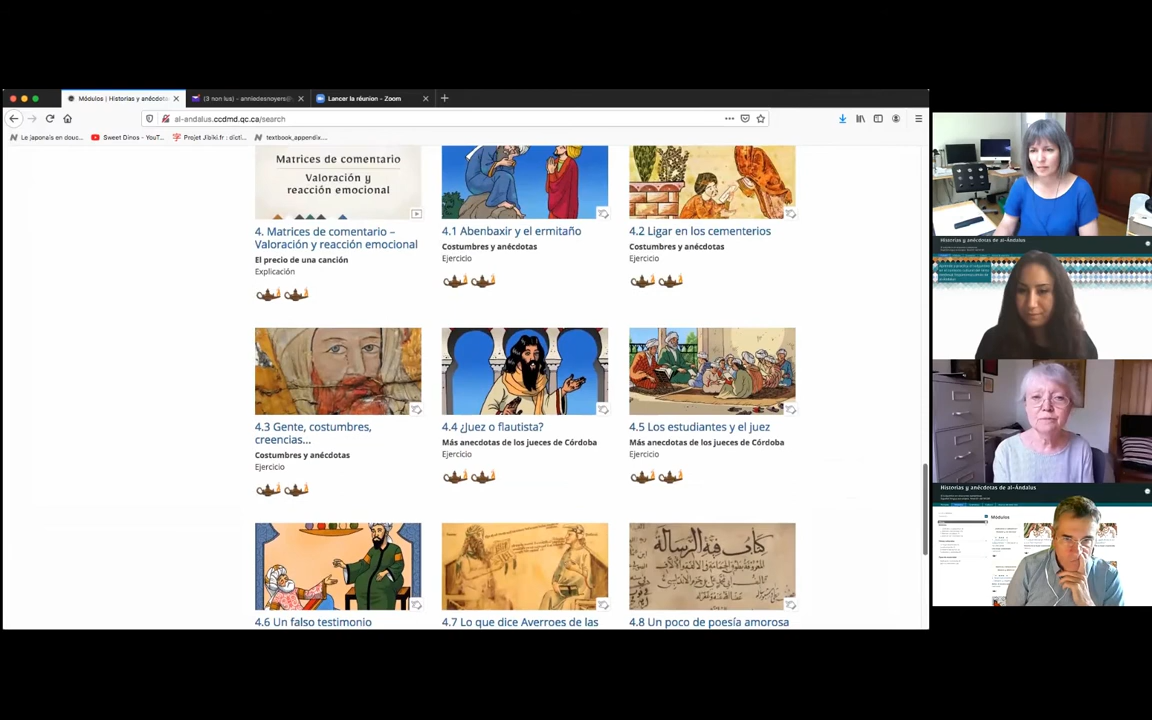 Módulos | Historias y anécdota
(3 non lus) - anniedesnoyers@
Lancer la réunion - Zoom
al-andalus.ccdmd.qc.ca/search
Le japonais en douc...
Sweet Dinos - YouT...
Projet Jibiki.fr : dicti...
textbook_appendix....
Matrices de comentario
Valoración y
reacción emocional
4. Matrices de comentario –
Valoración y reacción emocional
El precio de una canción
Explicación
4.1 Abenbaxir y el ermitaño
Costumbres y anécdotas
Ejercicio
4.2 Ligar en los cementerios
Costumbres y anécdotas
Ejercicio
4.3 Gente, costumbres,
creencias...
Costumbres y anécdotas
Ejercicio
4.4 ¿Juez o flautista?
Más anecdotas de los jueces de Córdoba
Ejercicio
4.5 Los estudiantes y el juez
Más anecdotas de los jueces de Córdoba
Ejercicio
4.6 Un falso testimonio
4.7 Lo que dice Averroes de las
4.8 Un poco de poesía amorosa
Historias y anécdotas de al-Ándalus
Historias y anécdotas de al-Ándalus
Módulos